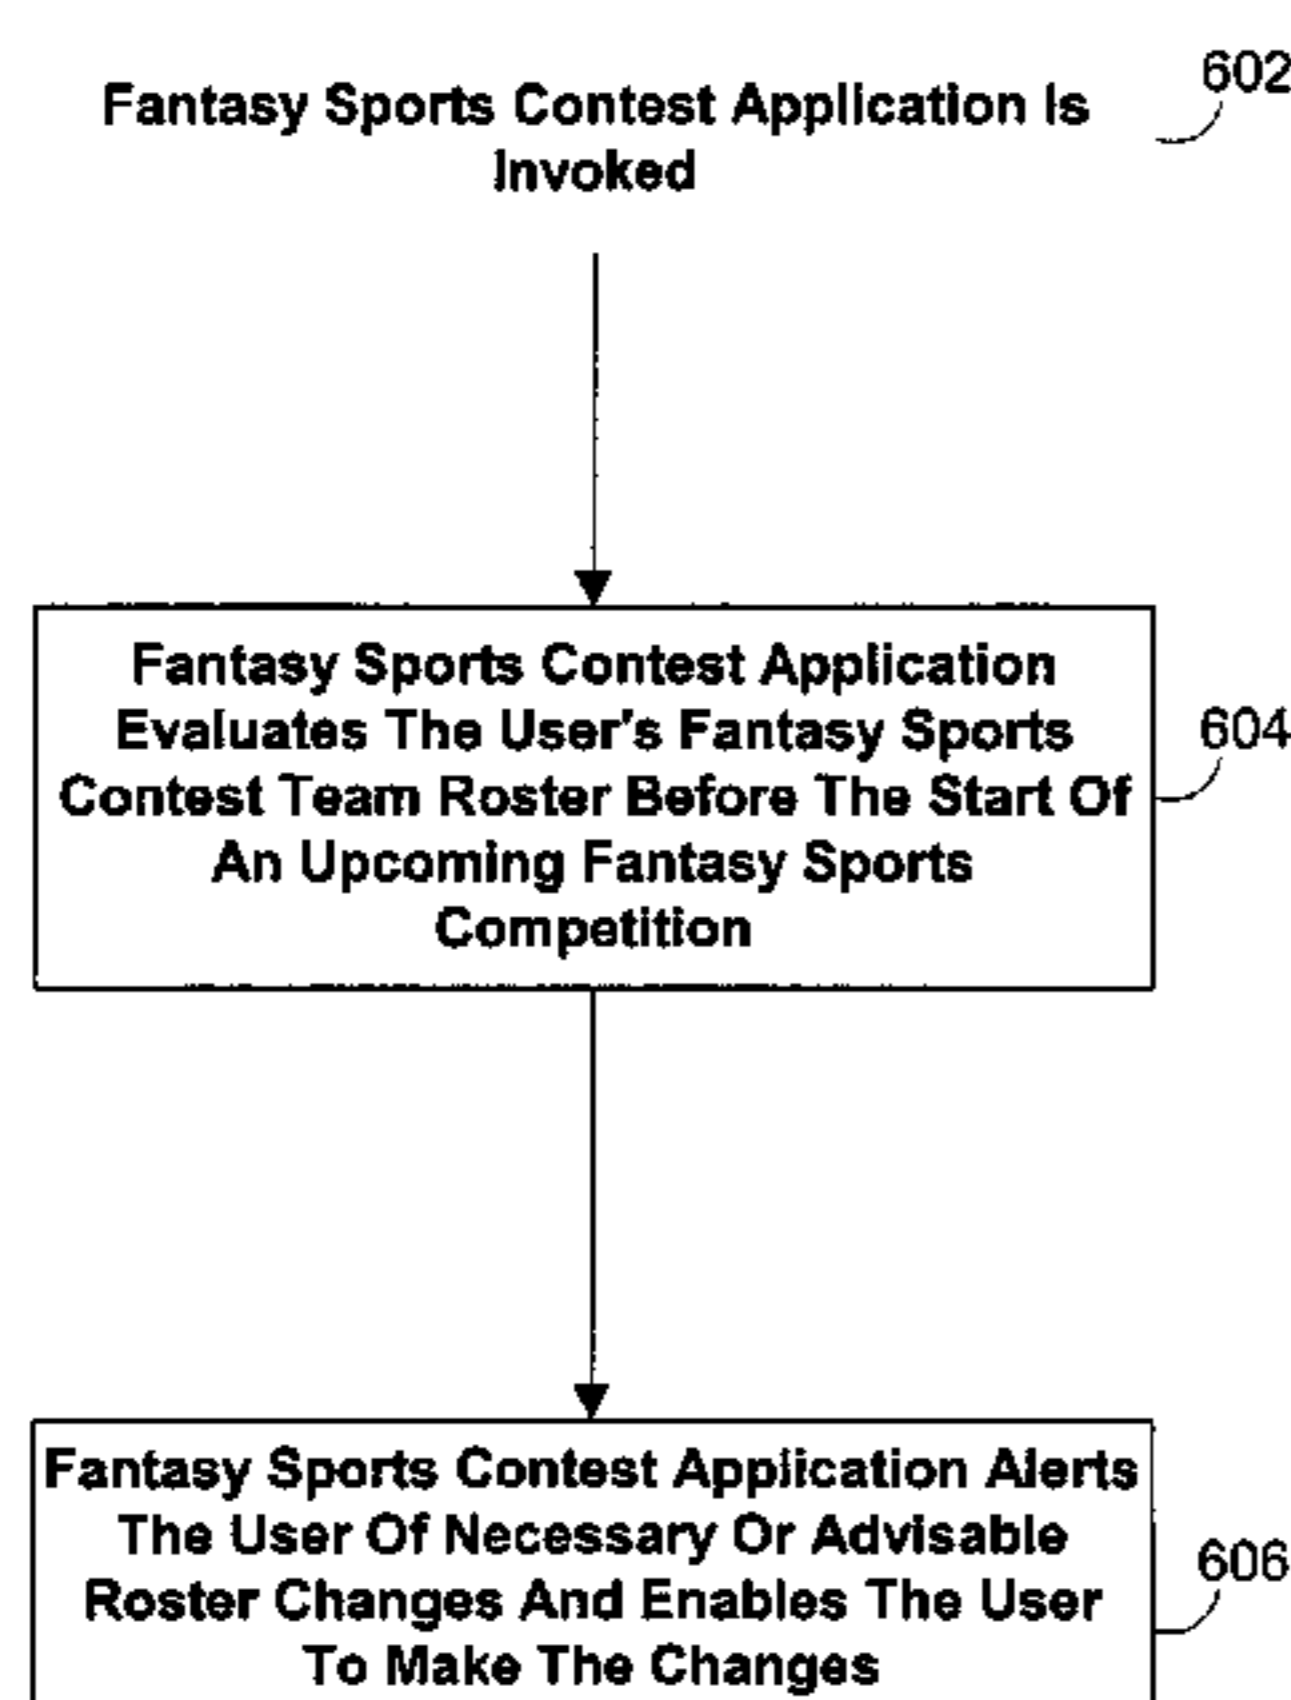 602
Fantasy Sports Contest Application Is
Invoked
Fantasy Sports Contest Application
Evaluates The User's Fantasy Sports
Contest Team Roster Before The Start Of
An Upcoming Fantasy Sports
Competition
604
Fantasy Sports Contest Application Alerts
The User Of Necessary Or Advisable
Roster Changes And Enables The User
To Make The Changes
606